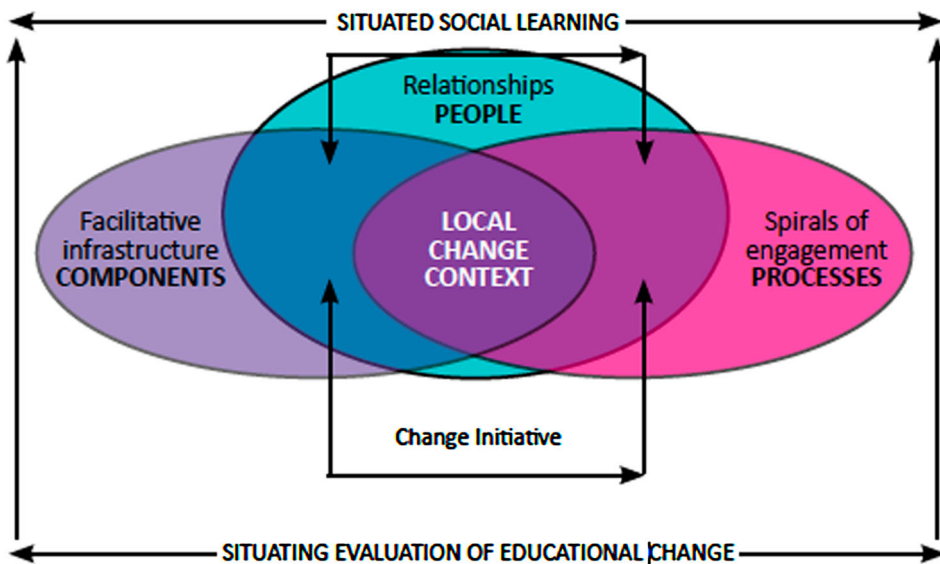 SITUATED SOCIAL LEARNING
Relationships
PEOPLE
Facilitative
infrastructure
COMPONENTS
LOCAL
CHANGE
CONTEXT
Spirals of
engagement
PROCESSES
Change Initiative
SITUATING EVALUATION OF EDUCATIONAL CHANGE